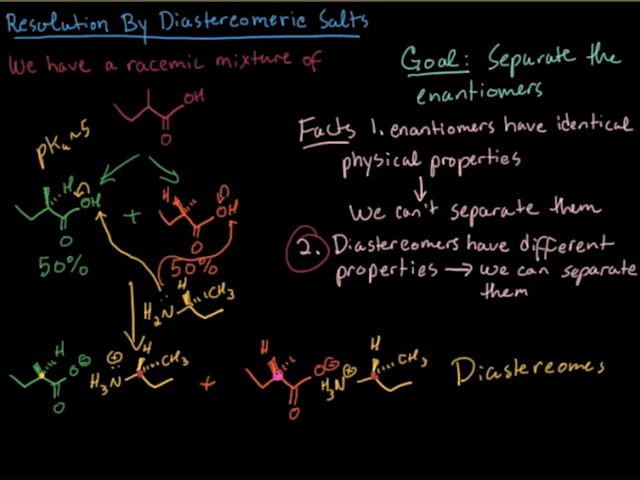 Resolution By Diastereomeric Salts
We have a racemic mixture of
Goal: Separate the
enantiomers
OH
O
pKa ~5
Facts 1. enantiomers have identical
physical properties
We can't separate them
2. Diastereomers have different
properties → we can separate
them
H
OH
O
50%
+
H
OH
O
50%
H
H2N
CH3
H
O⊖
O
⊕
H3N
H
CH3
+
H
O⊖
O
H3N⊕
H
CH3
Diastereomes